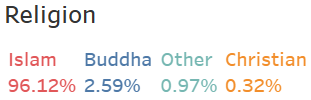 Religion
Islam Buddha Other Christian
96.12% 2.59% 0.97% 0.32%